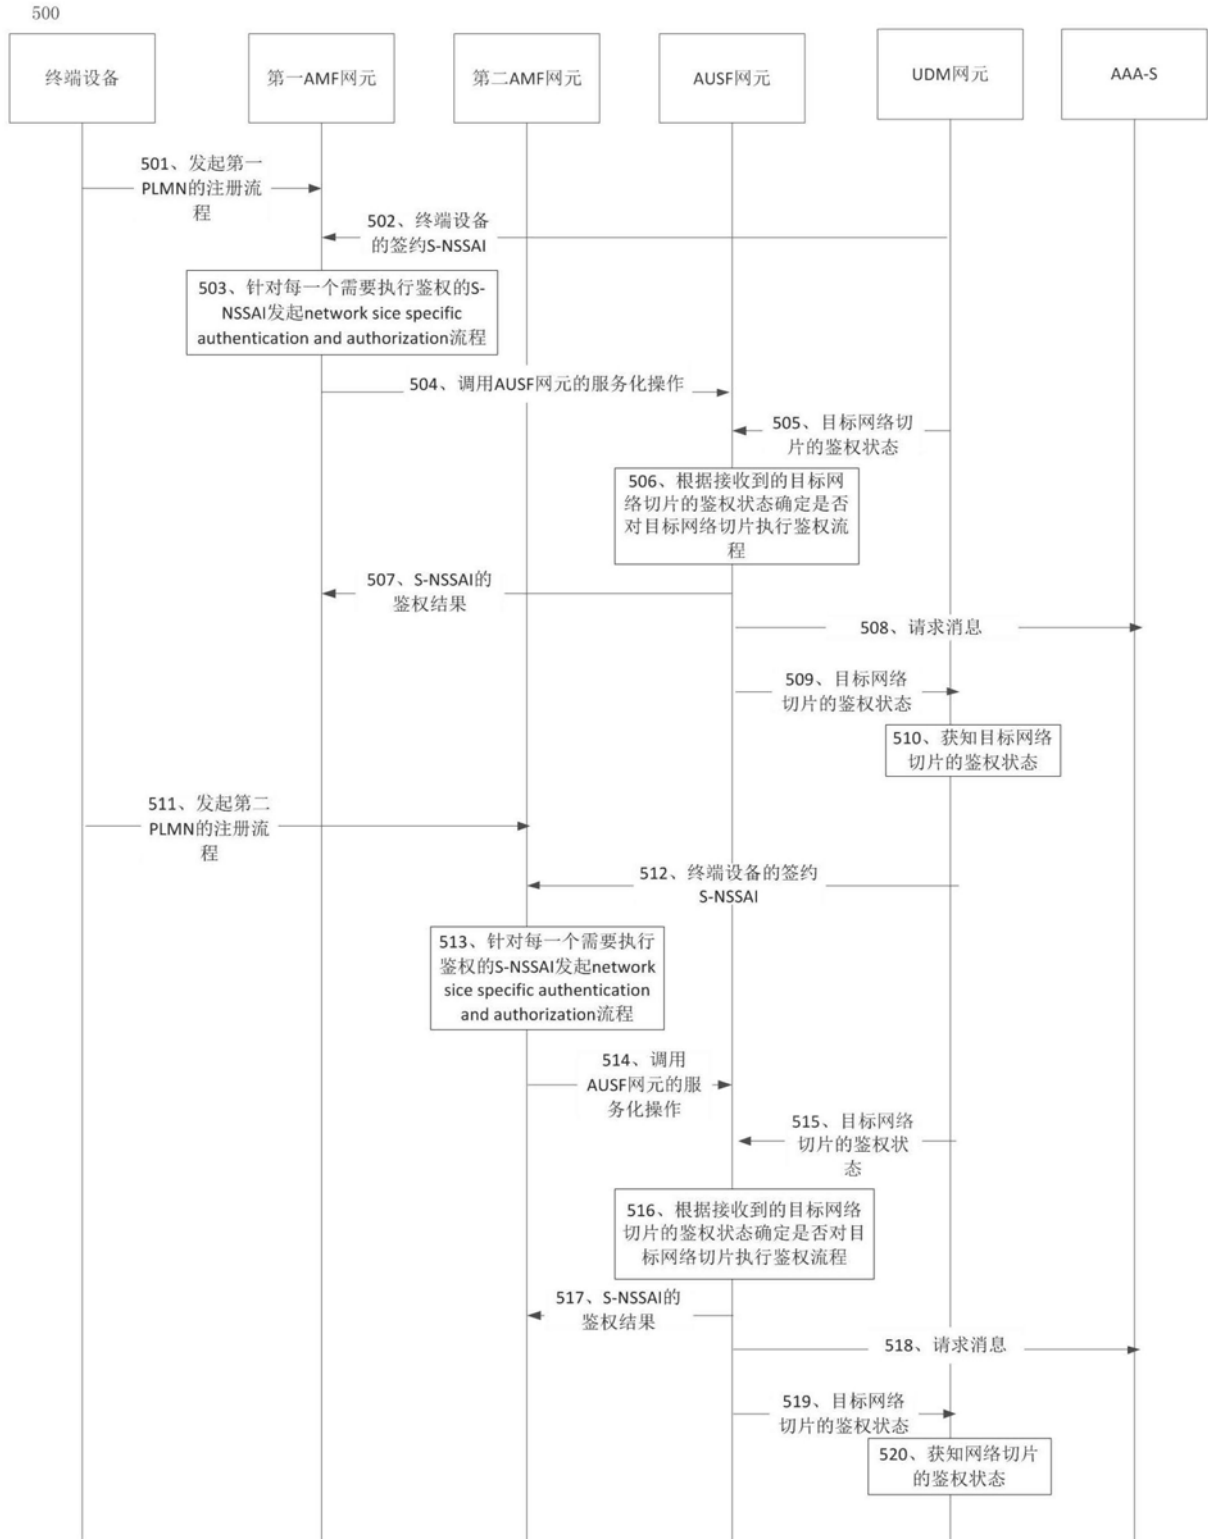 500
终端设备
第一AMF网元
第二AMF网元
AUSF网元
UDM网元
AAA-S
501、发起第一
PLMN的注册流
程
502、终端设备
的签约S-NSSAI
503、针对每一个需要执行鉴权的S-
NSSAI发起network sice specific
authentication and authorization流程
504、调用AUSF网元的服务化操作
505、目标网络切
片的鉴权状态
506、根据接收到的目标网
络切片的鉴权状态确定是否
对目标网络切片执行鉴权流
程
507、S-NSSAI的
鉴权结果
508、请求消息
509、目标网络
切片的鉴权状态
510、获知目标网络
切片的鉴权状态
511、发起第二
PLMN的注册流
程
512、终端设备的签约
S-NSSAI
513、针对每一个需要执行
鉴权的S-NSSAI发起network
sice specific authentication
and authorization流程
514、调用
AUSF网元的服
务化操作
515、目标网络
切片的鉴权状
态
516、根据接收到的目标网络
切片的鉴权状态确定是否对目
标网络切片执行鉴权流程
517、S-NSSAI的
鉴权结果
518、请求消息
519、目标网络
切片的鉴权状态
520、获知网络切片
的鉴权状态